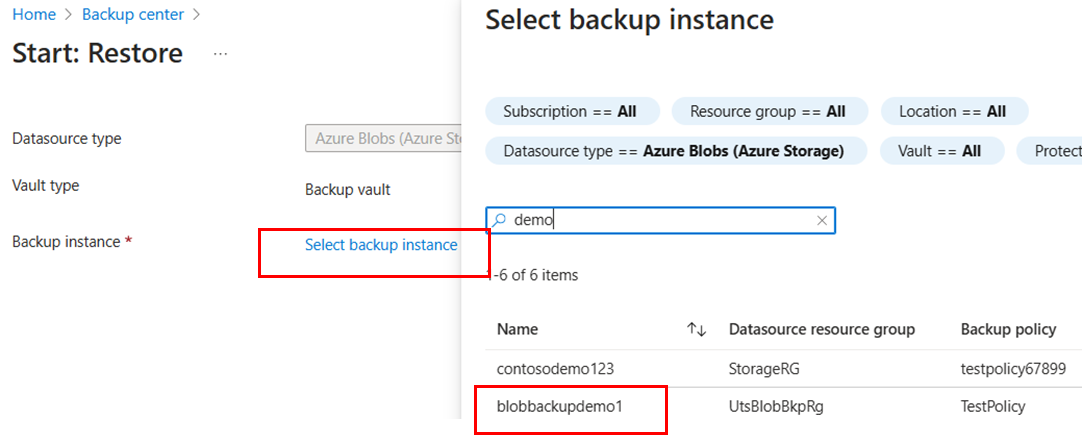 Home > Backup center >
Start: Restore ...
Datasource type
Azure Blobs (Azure St
Vault type
Backup vault
Backup instance *
Select backup instance
Select backup instance
Subscription == All
Resource group == All
Location == All
Datasource type == Azure Blobs (Azure Storage)
Vault == All
Protect
demo
1-6 of 6 items
Name ↑↓ Datasource resource group Backup policy
contosodemo123 StorageRG testpolicy67899
blobbackupdemo1 UtsBlobBkpRg TestPolicy